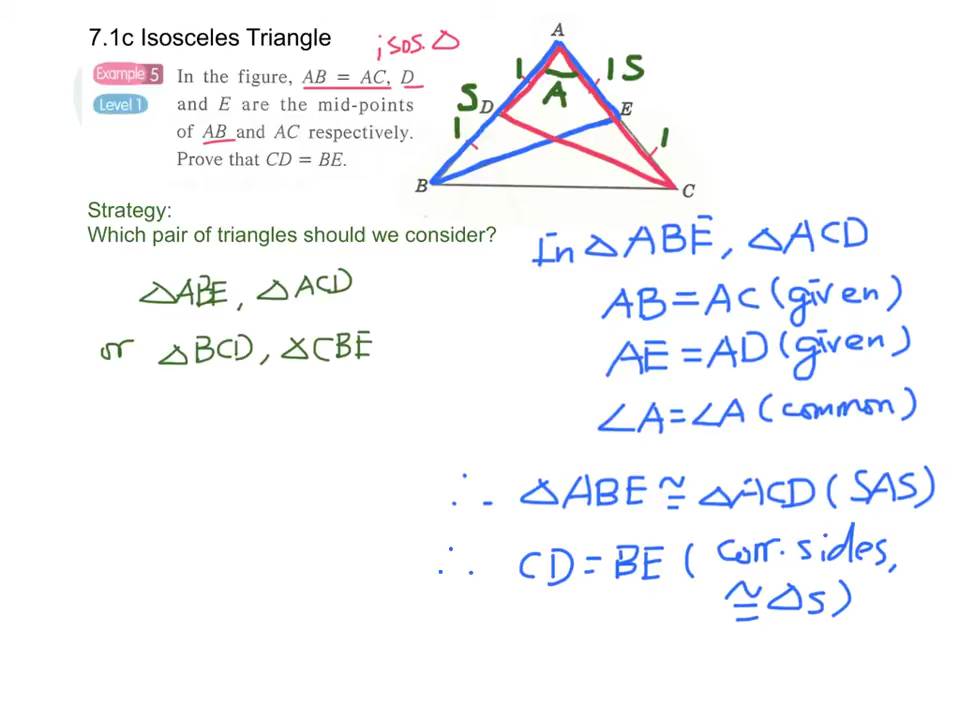 7.1c Isosceles Triangle
isos. △
Example 5
Level 1
In the figure, AB = AC, D
and E are the mid-points
of AB and AC respectively.
Prove that CD = BE.
A
1
1 S
A
S
D
E
1
1
B
C
Strategy:
Which pair of triangles should we consider?
△ABE, △ACD
or △BCD, △CBE
In △ABE, △ACD
AB = AC (given)
AE = AD (given)
∠A = ∠A (common)
∴ △ABE ≅ △ACD (SAS)
∴ CD = BE ( corr. sides,
≅ △s )